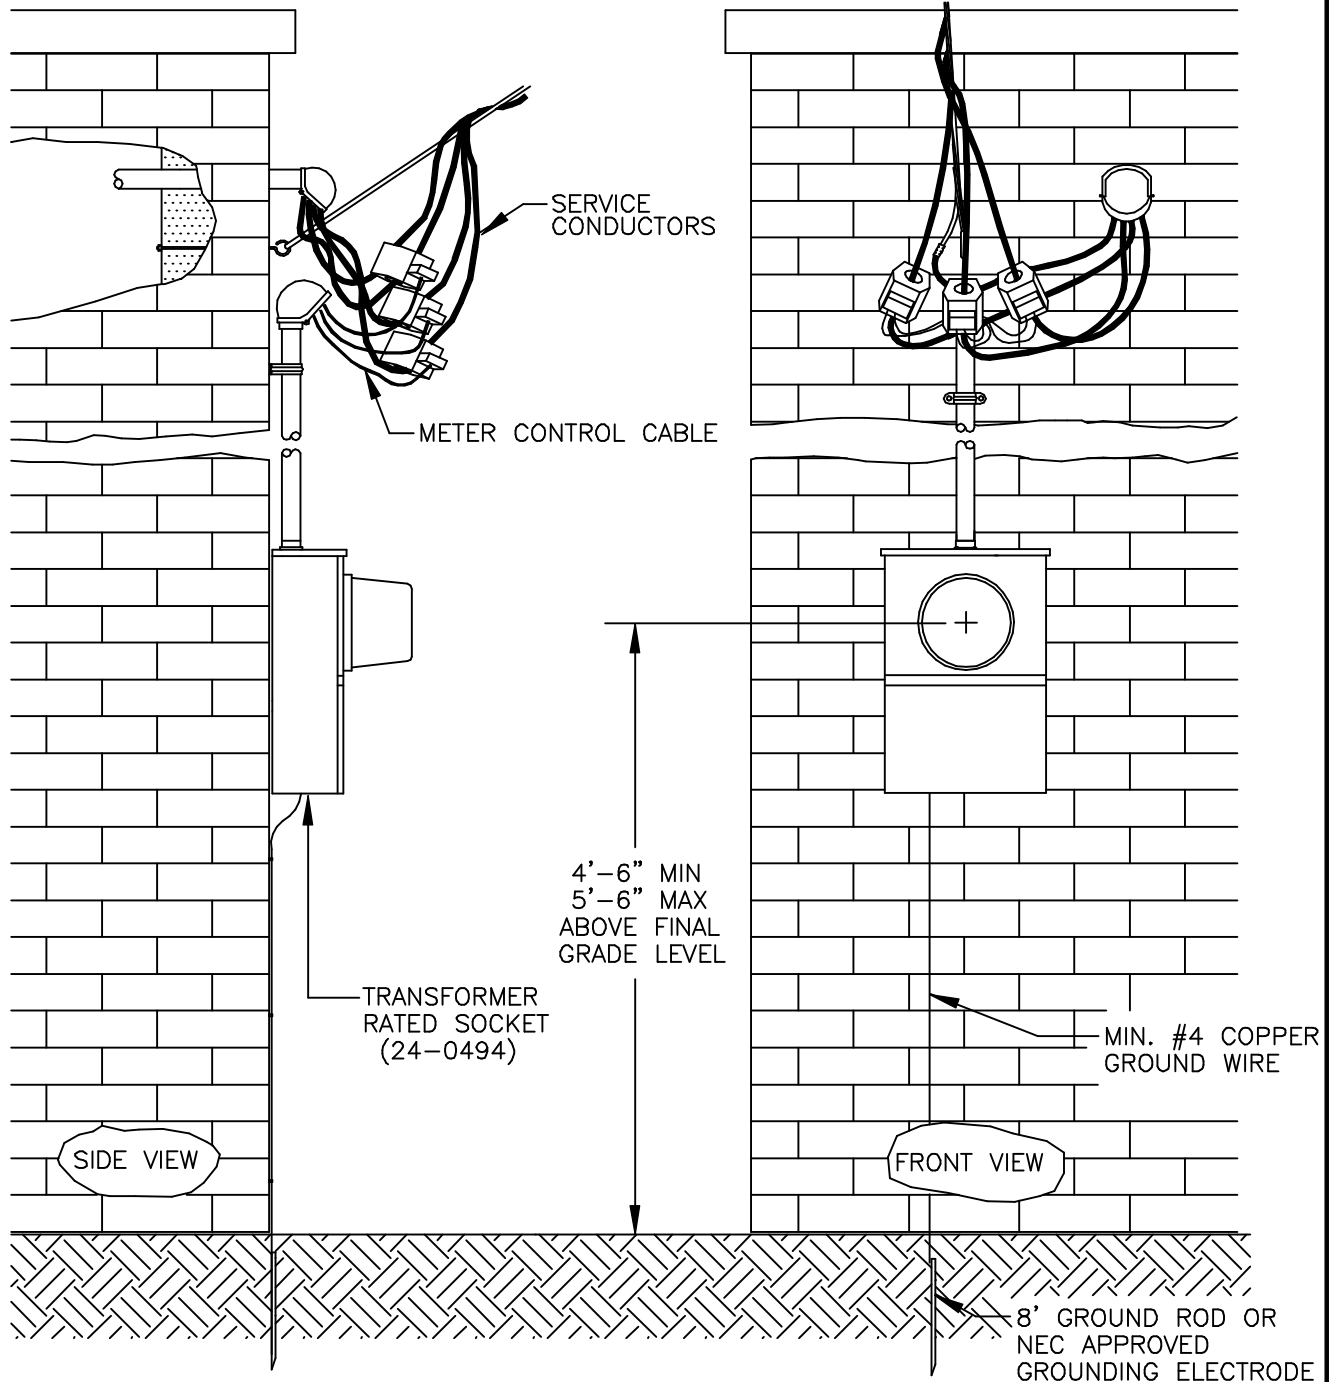 SERVICE
CONDUCTORS
METER CONTROL CABLE
4'-6" MIN
5'-6" MAX
ABOVE FINAL
GRADE LEVEL
TRANSFORMER
RATED SOCKET
(24-0494)
MIN. #4 COPPER
GROUND WIRE
SIDE VIEW
FRONT VIEW
8' GROUND ROD OR
NEC APPROVED
GROUNDING ELECTRODE